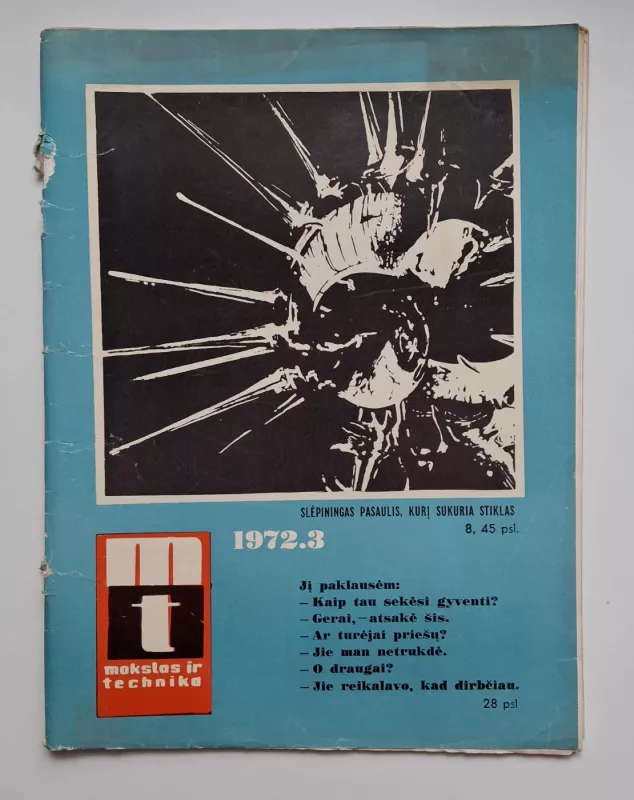 SLĖPININGAS PASAULIS, KURĮ SUKURIA STIKLAS
8, 45 psl.
1972.3
mt
mokslas ir
technika
Jį paklausėm:
– Kaip tau sekėsi gyventi?
– Gerai, – atsakė šis.
– Ar turėjai priešų?
– Jie man netrukdė.
– O draugai?
– Jie reikalavo, kad dirbčiau.
28 psl